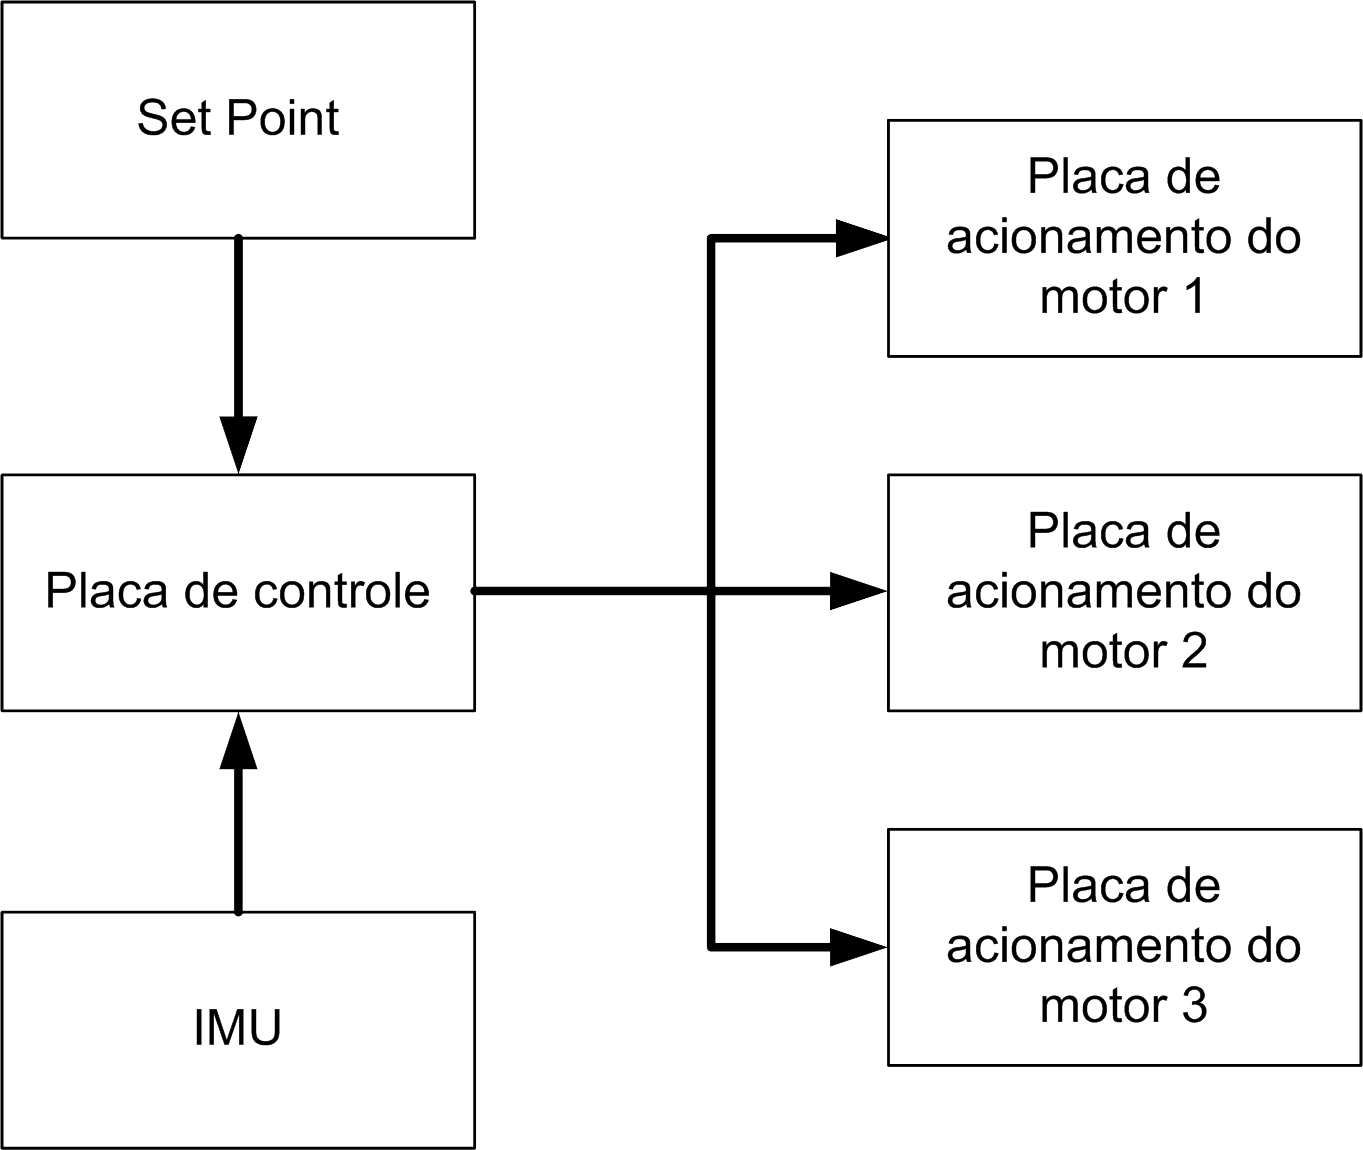 Set Point
Placa de
acionamento do
motor 1
Placa de controle
Placa de
acionamento do
motor 2
IMU
Placa de
acionamento do
motor 3